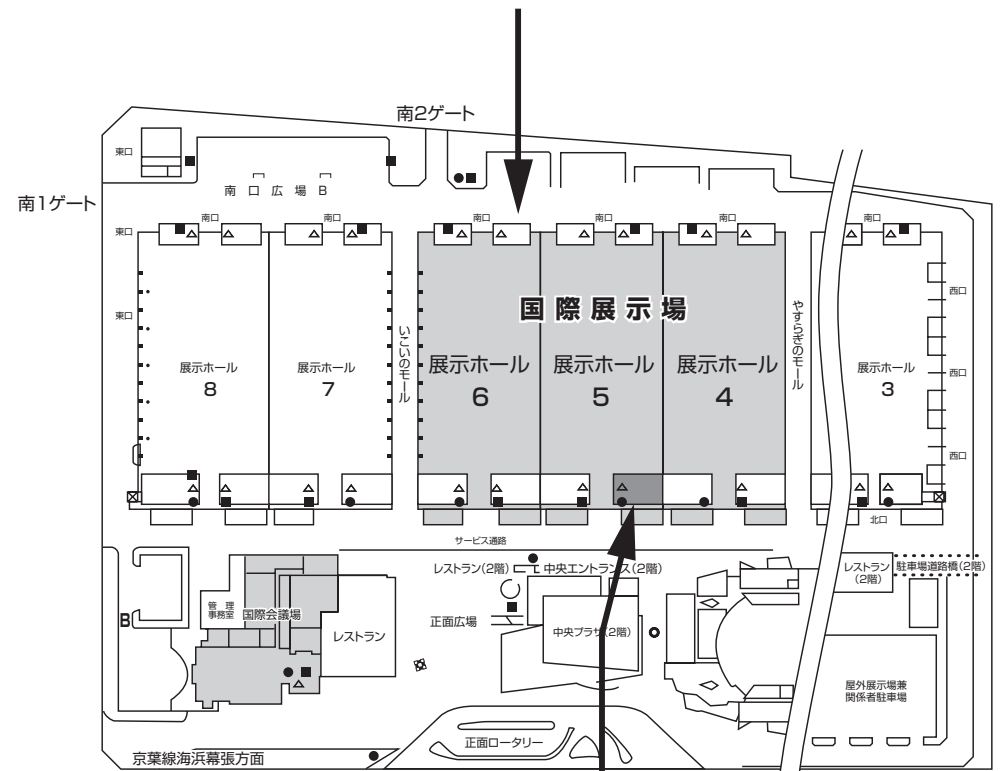 南2ゲート
東口
南口広場B
南1ゲート
東口
南口
南口
南口
南口
南口
南口
国際展示場
東口
西口
いこいのモール
やすらぎのモール
展示ホール
8
展示ホール
7
展示ホール
6
展示ホール
5
展示ホール
4
展示ホール
3
西口
西口
北口
サービス通路
レストラン(2階)
中央エントランス(2階)
レストラン
(2階)
駐車場道路橋(2階)
管理
事務室
国際会議場
B
レストラン
正面広場
中央プラザ(2階)
屋外展示場兼
関係者駐車場
正面ロータリー
京葉線海浜幕張方面